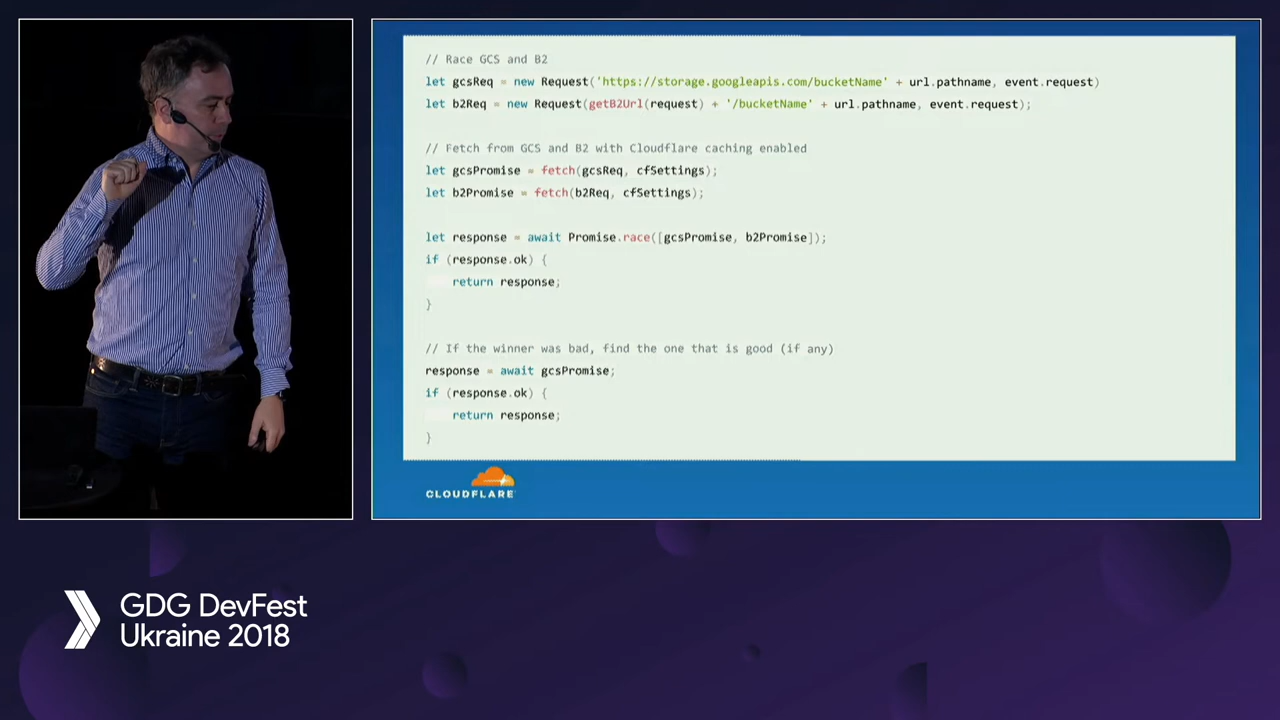 // Race GCS and B2
let gcsReq = new Request('https://storage.googleapis.com/bucketName' + url.pathname, event.request)
let b2Req = new Request(getB2Url(request) + '/bucketName' + url.pathname, event.request);
// Fetch from GCS and B2 with Cloudflare caching enabled
let gcsPromise = fetch(gcsReq, cfSettings);
let b2Promise = fetch(b2Req, cfSettings);
let response = await Promise.race([gcsPromise, b2Promise]);
if (response.ok) {
return response;
}
// If the winner was bad, find the one that is good (if any)
response = await gcsPromise;
if (response.ok) {
return response;
}
CLOUDFLARE
GDG DevFest
Ukraine 2018